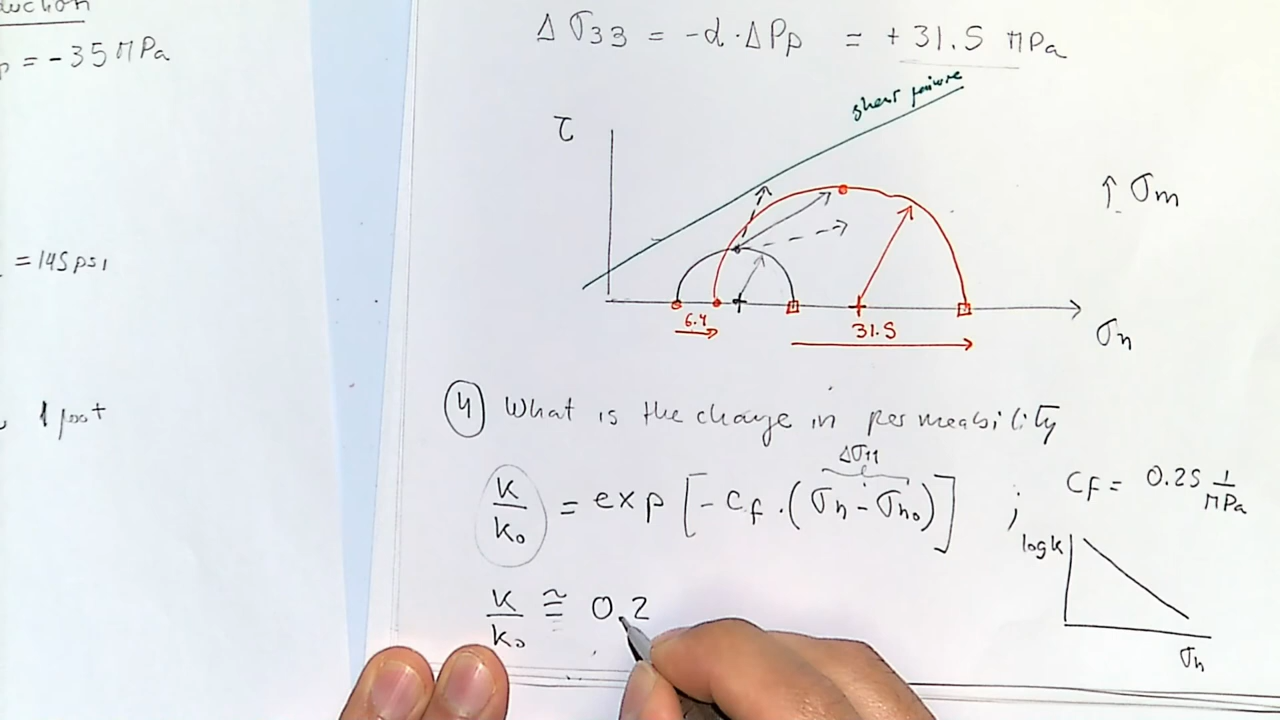 uction
p = -35 MPa
= 145 psi
1 foot
Δσ33 = -α·ΔPp = +31.5 MPa
shear failure
τ
↑ σm
6.4
31.5
σn
④ What is the change in permeability
Δσ11
K/K₀ = exp [-Cf·(σn-σn₀)] ; Cf = 0.25 1/MPa
log k
σn
K/K₀ ≅ 0.2